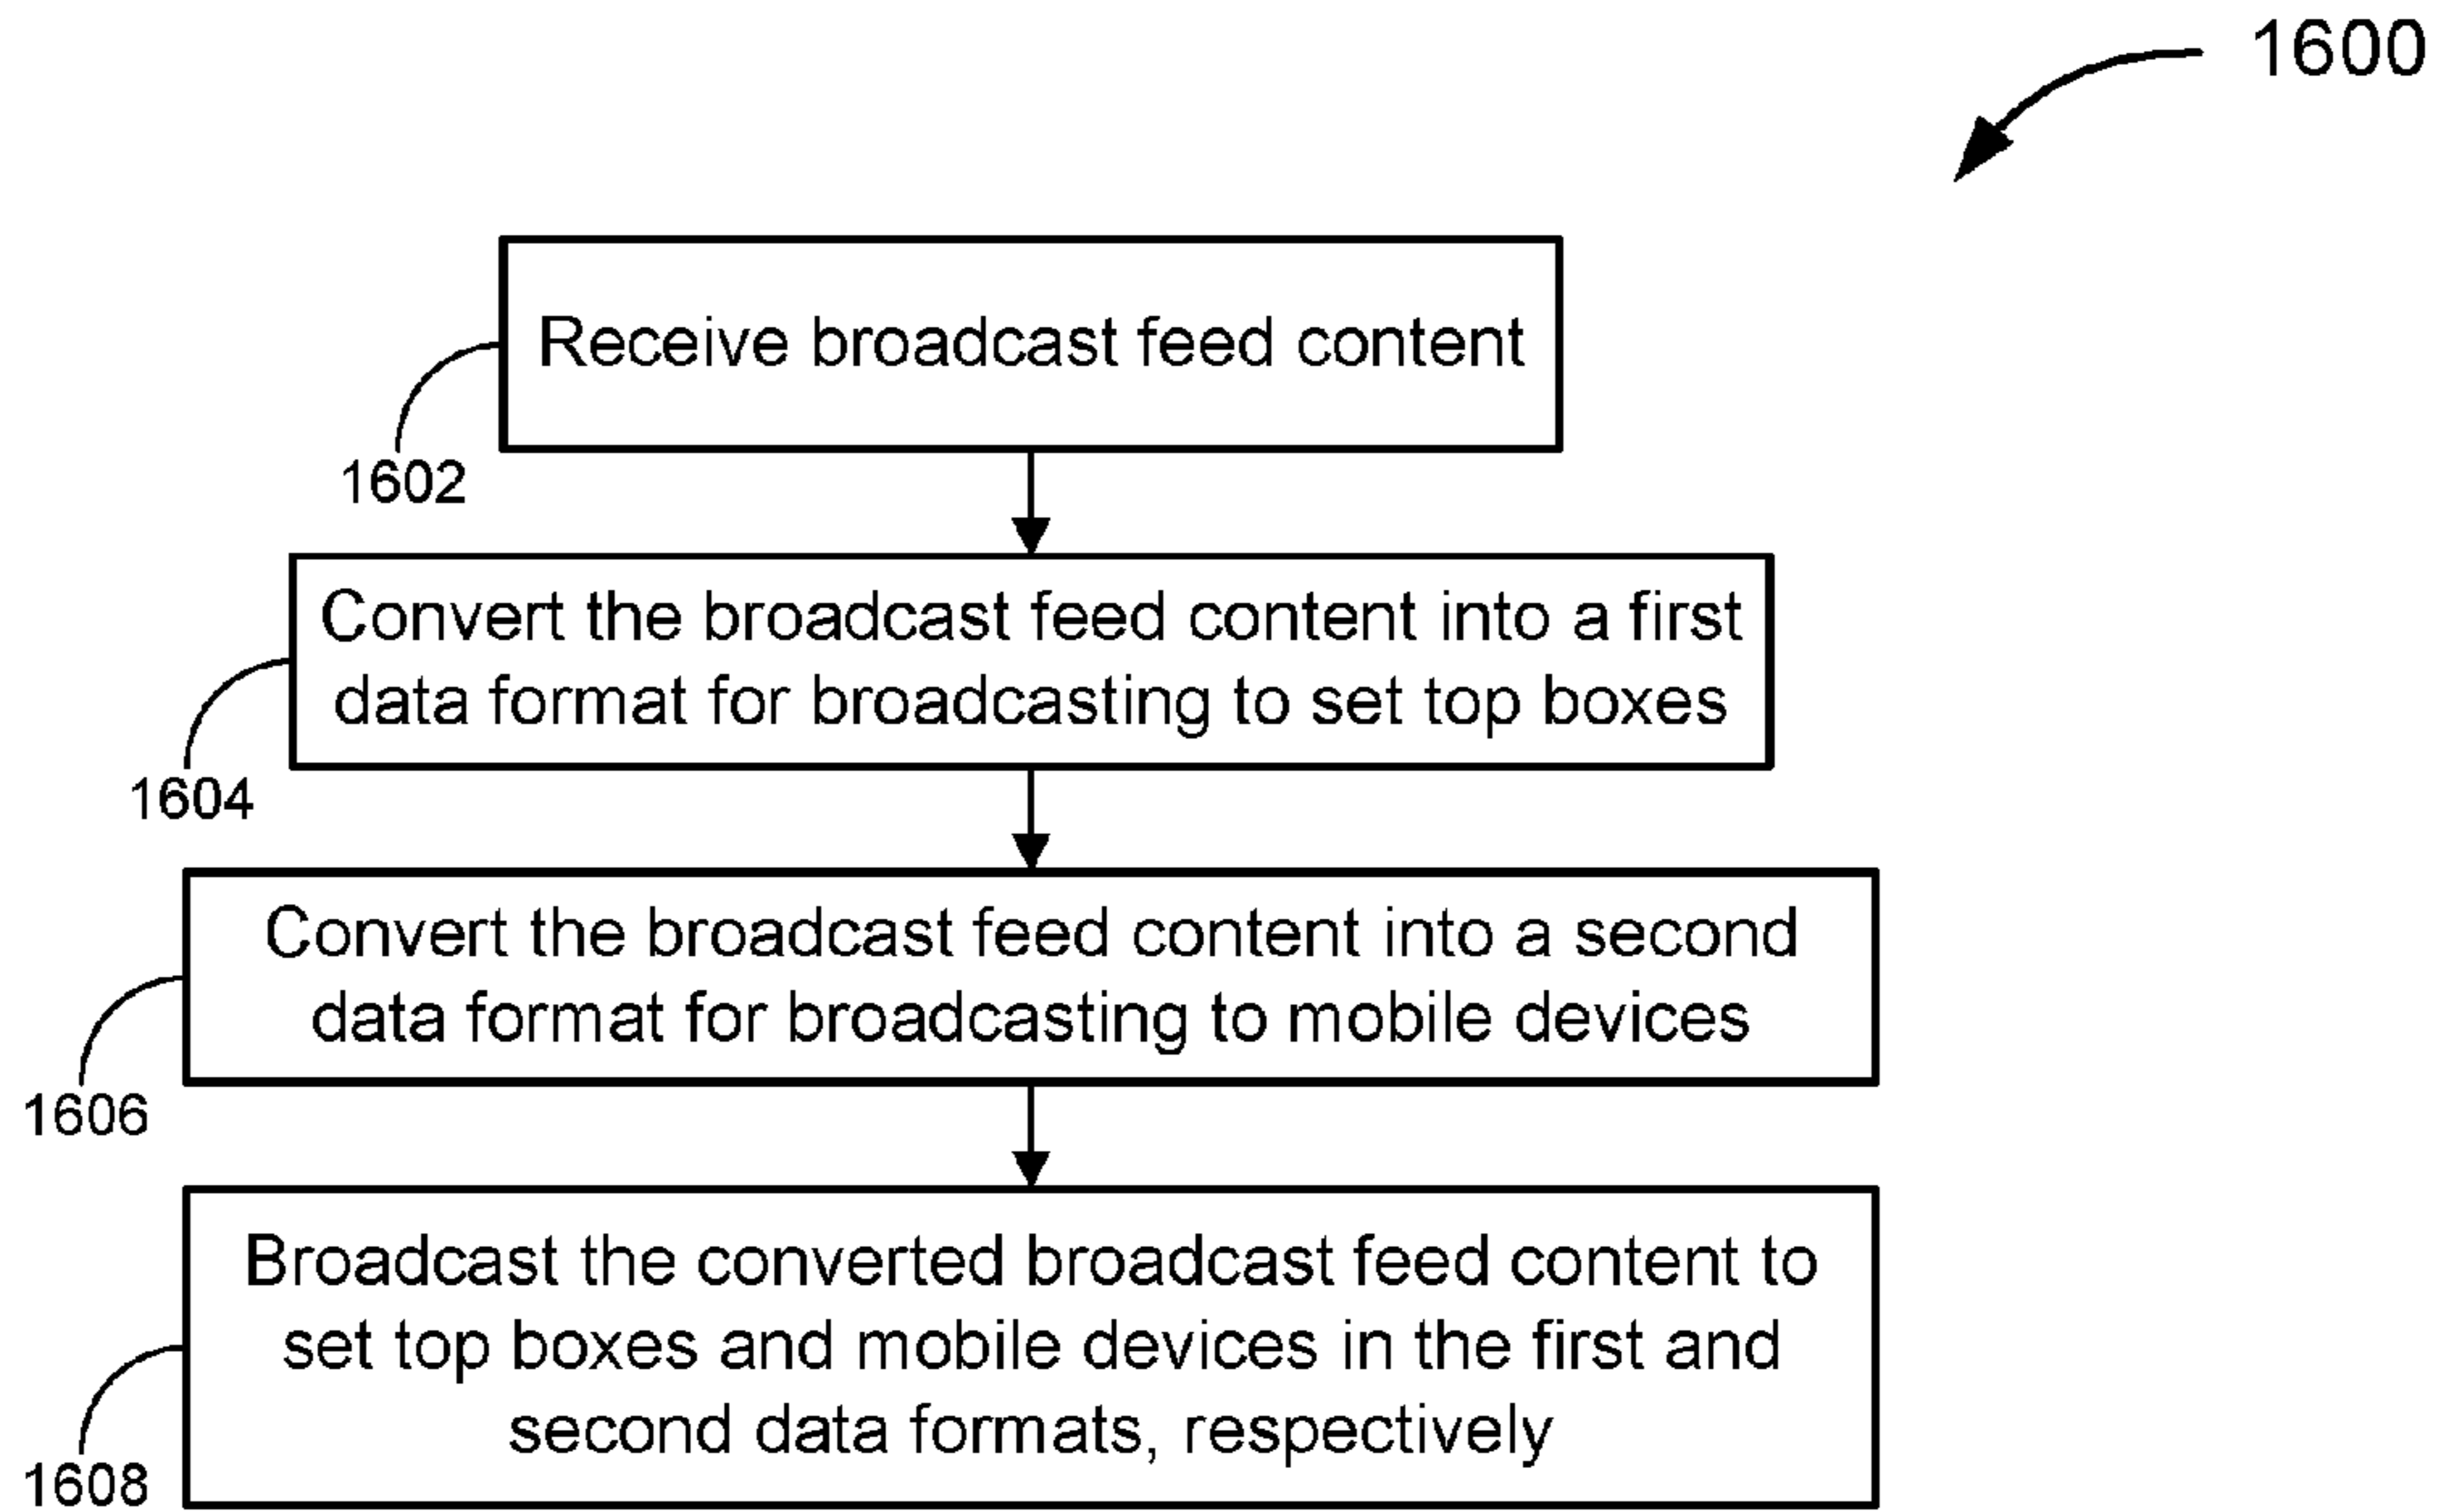 1600
Receive broadcast feed content
1602
Convert the broadcast feed content into a first
data format for broadcasting to set top boxes
1604
Convert the broadcast feed content into a second
data format for broadcasting to mobile devices
1606
Broadcast the converted broadcast feed content to
set top boxes and mobile devices in the first and
second data formats, respectively
1608